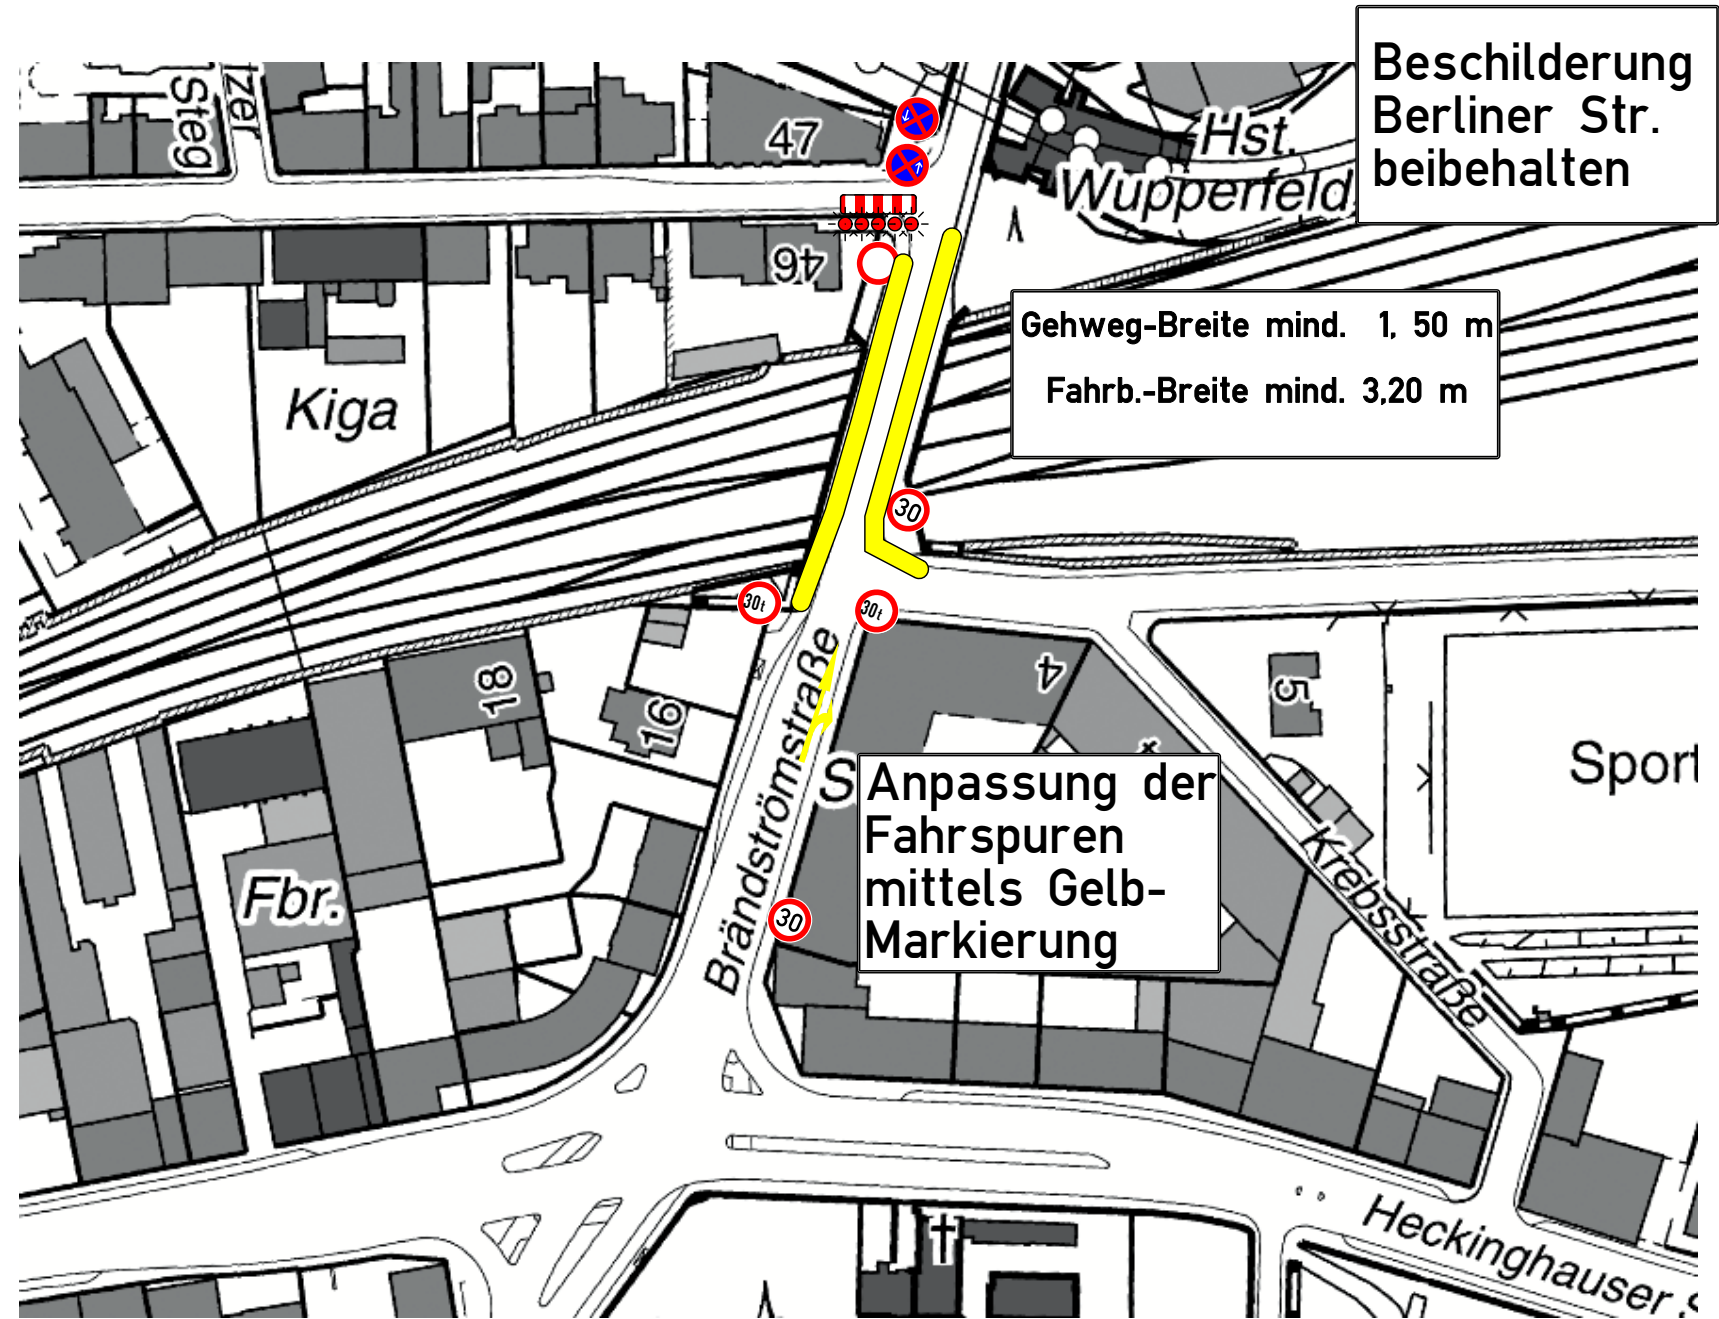 Beschilderung
Berliner Str.
beibehalten
Steg
tzer
47
Hst.
Wupperfeld
46
Gehweg-Breite mind. 1, 50 m
Fahrb.-Breite mind. 3,20 m
Kiga
30
30t
30t
18
16
4
5
Brändströmstraße
S
Sport
Anpassung der
Fahrspuren
mittels Gelb-
Markierung
Krebsstraße
Fbr.
30
Heckinghauser S